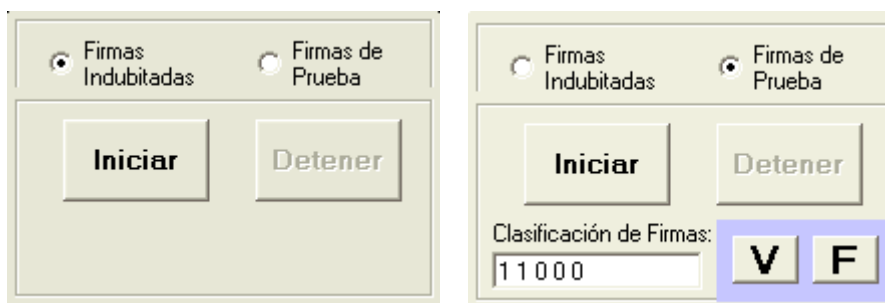 Firmas
Indubitadas
Firmas de
Prueba
Iniciar
Detener
Firmas
Indubitadas
Firmas de
Prueba
Iniciar
Detener
Clasificación de Firmas:
11000
V
F